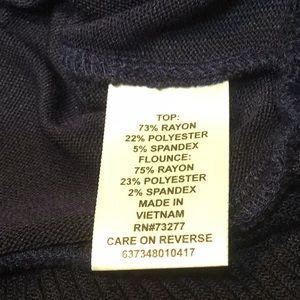 TOP:
73% RAYON
22% POLYESTER
5% SPANDEX
FLOUNCE:
75% RAYON
23% POLYESTER
2% SPANDEX
MADE IN
VIETNAM
RN#73277
CARE ON REVERSE
637348010417